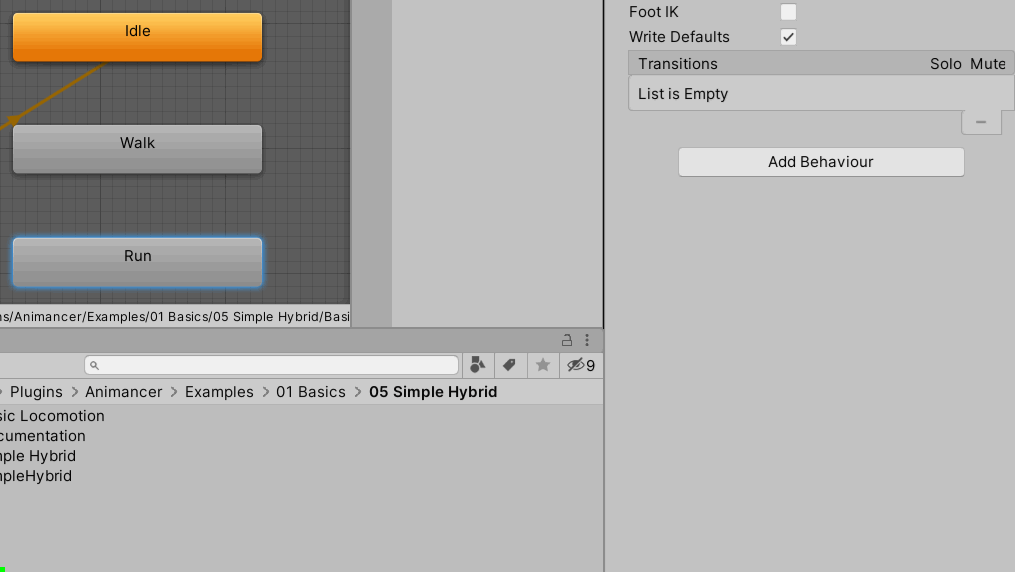 Idle
Walk
Run
ns/Animancer/Examples/01 Basics/05 Simple Hybrid/Basi
Foot IK
Write Defaults
Transitions Solo Mute
List is Empty
Add Behaviour
9
Plugins > Animancer > Examples > 01 Basics > 05 Simple Hybrid
sic Locomotion
cumentation
mple Hybrid
mpleHybrid